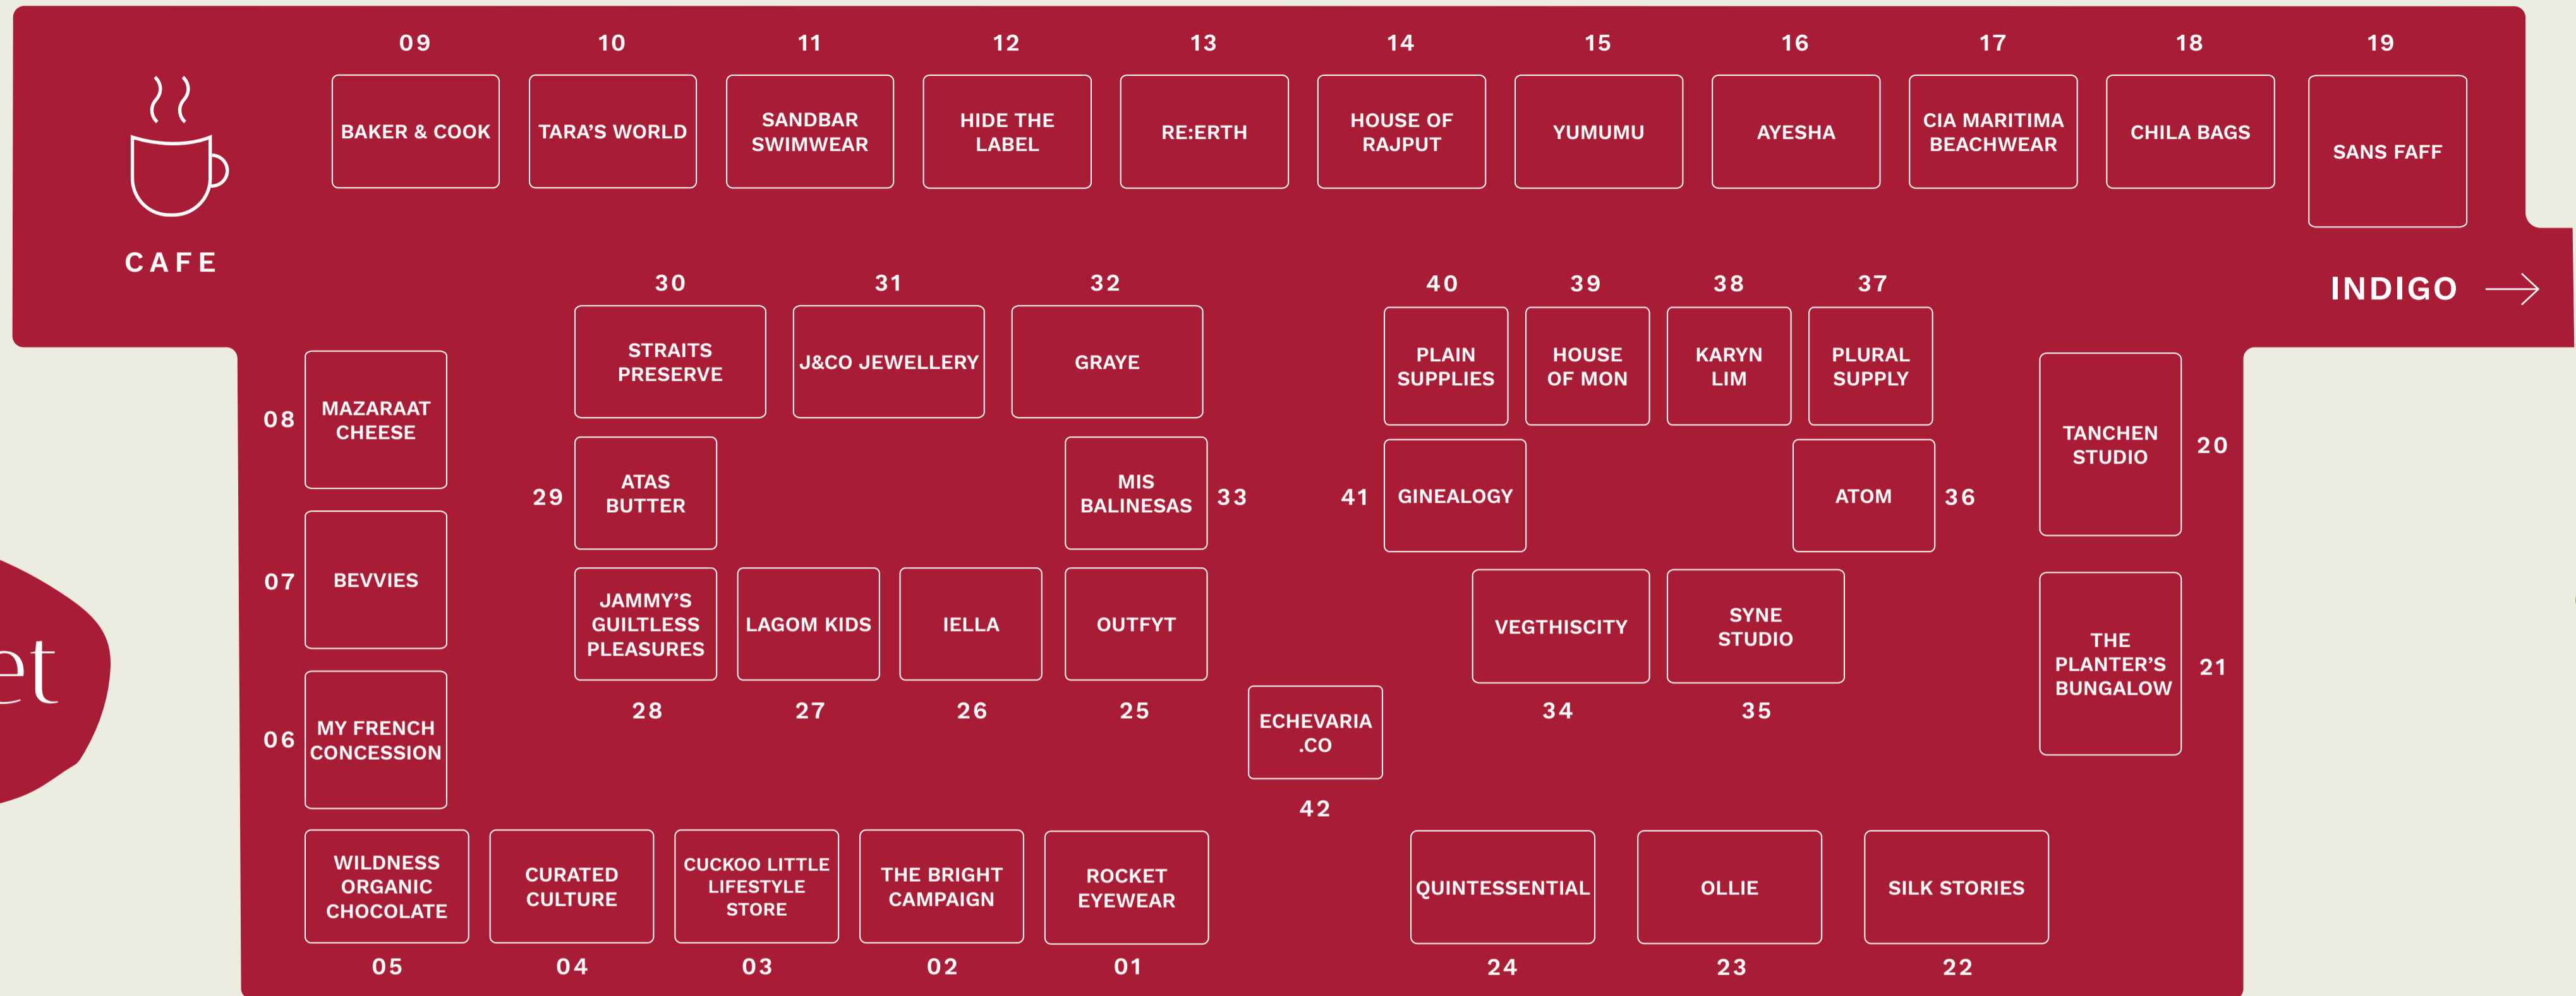 09 10 11 12 13 14 15 16 17 18 19
BAKER & COOK
TARA'S WORLD
SANDBAR
SWIMWEAR
HIDE THE
LABEL
RE:ERTH
HOUSE OF
RAJPUT
YUMUMU
AYESHA
CIA MARITIMA
BEACHWEAR
CHILA BAGS
SANS FAFF
CAFE
INDIGO
30 31 32
STRAITS
PRESERVE
J&CO JEWELLERY
GRAYE
40 39 38 37
PLAIN
SUPPLIES
HOUSE
OF MON
KARYN
LIM
PLURAL
SUPPLY
08
MAZARAAT
CHEESE
29
ATAS
BUTTER
MIS
BALINESAS
33
41
GINEALOGY
ATOM
36
TANCHEN
STUDIO
20
07
BEVVIES
JAMMY'S
GUILTLESS
PLEASURES
LAGOM KIDS
IELLA
OUTFYT
28 27 26 25
VEGTHISCITY
SYNE
STUDIO
34 35
THE
PLANTER'S
BUNGALOW
21
et
06
MY FRENCH
CONCESSION
ECHEVARIA
.CO
42
WILDNESS
ORGANIC
CHOCOLATE
CURATED
CULTURE
CUCKOO LITTLE
LIFESTYLE
STORE
THE BRIGHT
CAMPAIGN
ROCKET
EYEWEAR
QUINTESSENTIAL
OLLIE
SILK STORIES
05 04 03 02 01 24 23 22